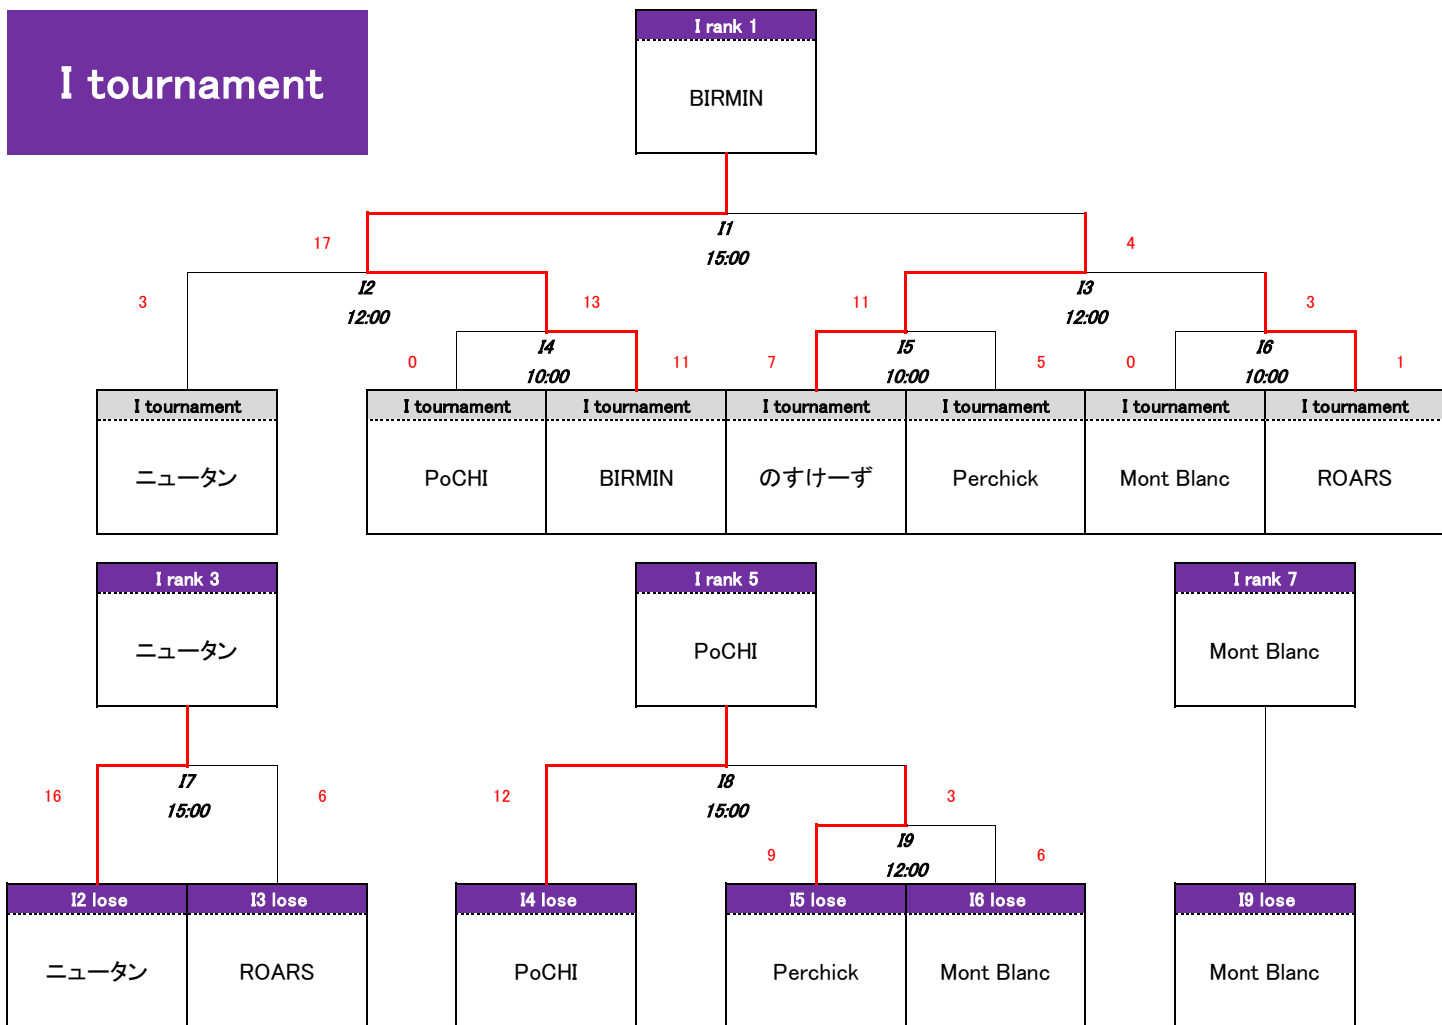 I rank 1
I tournament
BIRMIN
I1
17
4
15:00
I2
I3
3
13
11
3
12:00
12:00
I4
I5
I6
0
11
7
5
0
1
10:00
10:00
10:00
I tournament
I tournament
I tournament
I tournament
I tournament
I tournament
I tournament
ニュータン
PoCHI
BIRMIN
のすけーず
Perchick
Mont Blanc
ROARS
I rank 3
I rank 5
I rank 7
ニュータン
PoCHI
Mont Blanc
I7
I8
16
6
12
3
15:00
15:00
I9
9
6
12:00
I2 lose
I3 lose
I4 lose
I5 lose
I6 lose
I9 lose
ニュータン
ROARS
PoCHI
Perchick
Mont Blanc
Mont Blanc